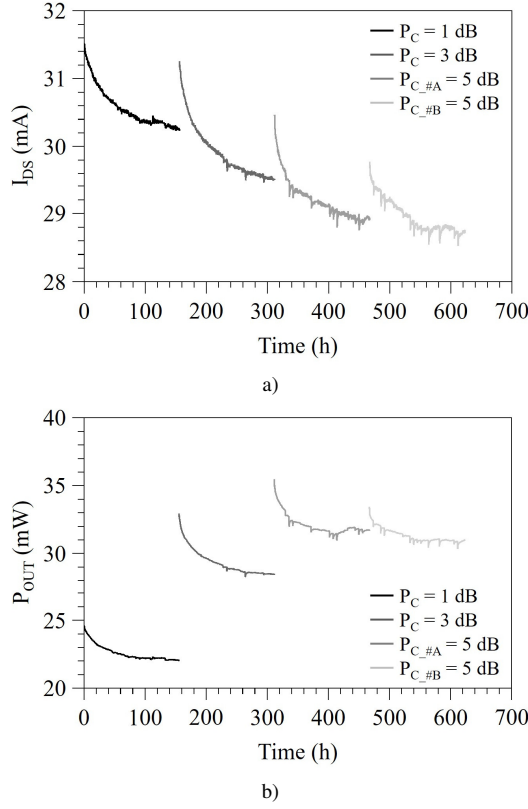 32
31
30
29
28
I_DS (mA)
P_C = 1 dB
P_C = 3 dB
P_C_#A = 5 dB
P_C_#B = 5 dB
0 100 200 300 400 500 600 700
Time (h)
a)
40
35
30
25
20
P_OUT (mW)
P_C = 1 dB
P_C = 3 dB
P_C_#A = 5 dB
P_C_#B = 5 dB
0 100 200 300 400 500 600 700
Time (h)
b)